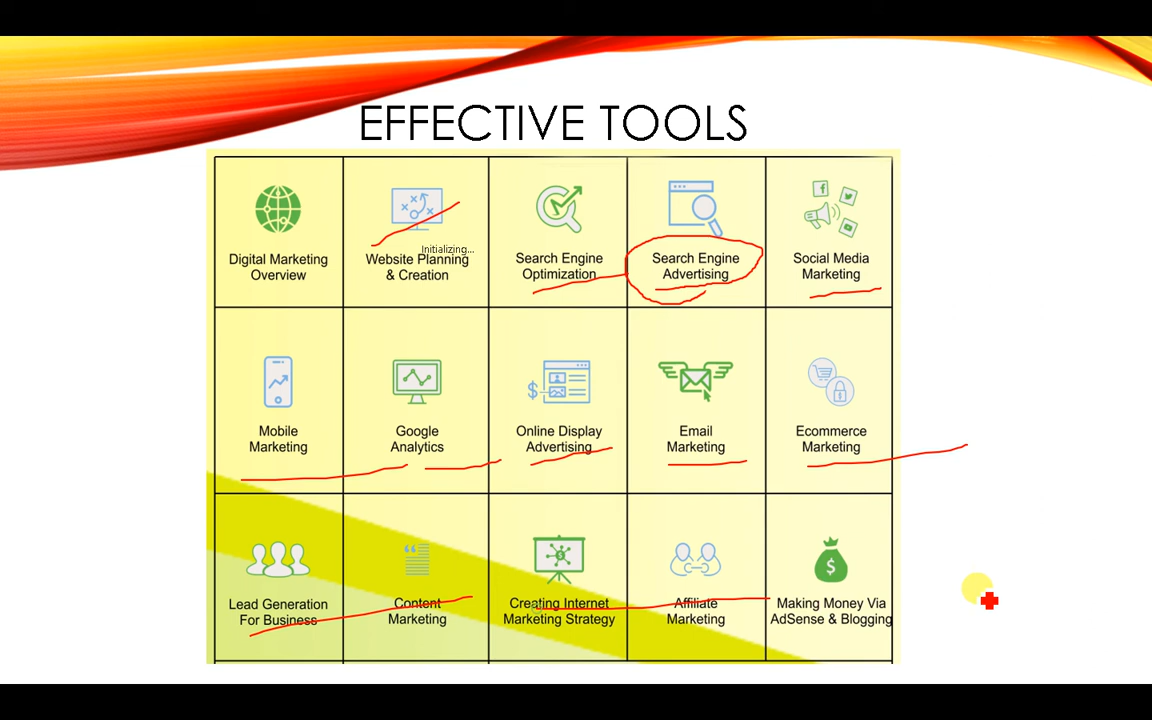 EFFECTIVE TOOLS
Digital Marketing
Overview
Initializing...
Website Planning
& Creation
Search Engine
Optimization
Search Engine
Advertising
Social Media
Marketing
Mobile
Marketing
Google
Analytics
Online Display
Advertising
Email
Marketing
Ecommerce
Marketing
Lead Generation
For Business
Content
Marketing
Creating Internet
Marketing Strategy
Affiliate
Marketing
Making Money Via
AdSense & Blogging